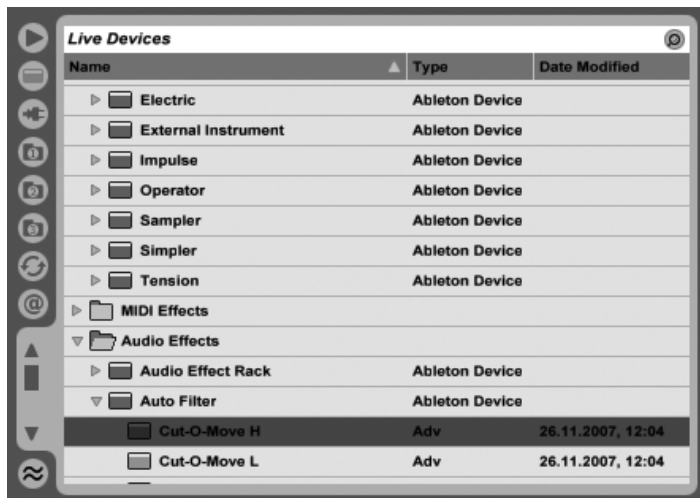 Live Devices
Name Type Date Modified
Electric Ableton Device
External Instrument Ableton Device
Impulse Ableton Device
Operator Ableton Device
Sampler Ableton Device
Simpler Ableton Device
Tension Ableton Device
MIDI Effects
Audio Effects
Audio Effect Rack Ableton Device
Auto Filter Ableton Device
Cut-O-Move H Adv 26.11.2007, 12:04
Cut-O-Move L Adv 26.11.2007, 12:04
1
2
3
@